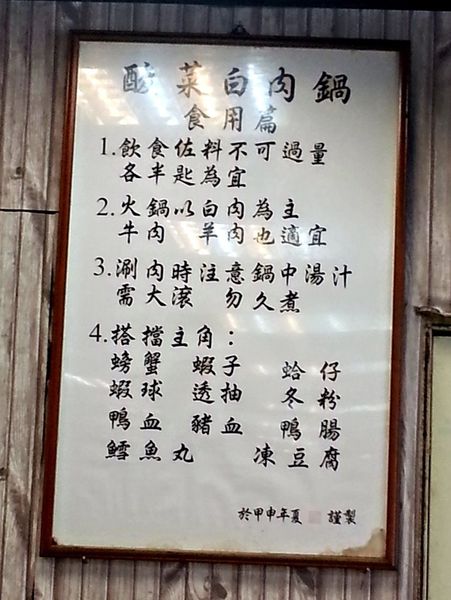 酸菜白肉鍋
食用篇
1.飲食佐料不可過量
各半匙為宜
2.火鍋以白肉為主
牛肉 羊肉也適宜
3.涮肉時注意鍋中湯汁
需大滾 勿久煮
4.搭擋主角：
螃蟹 蝦子 蛤仔
蝦球 透抽 冬粉
鴨血 豬血 鴨腸
鱈魚丸 凍豆腐
於甲申年夏 謹製